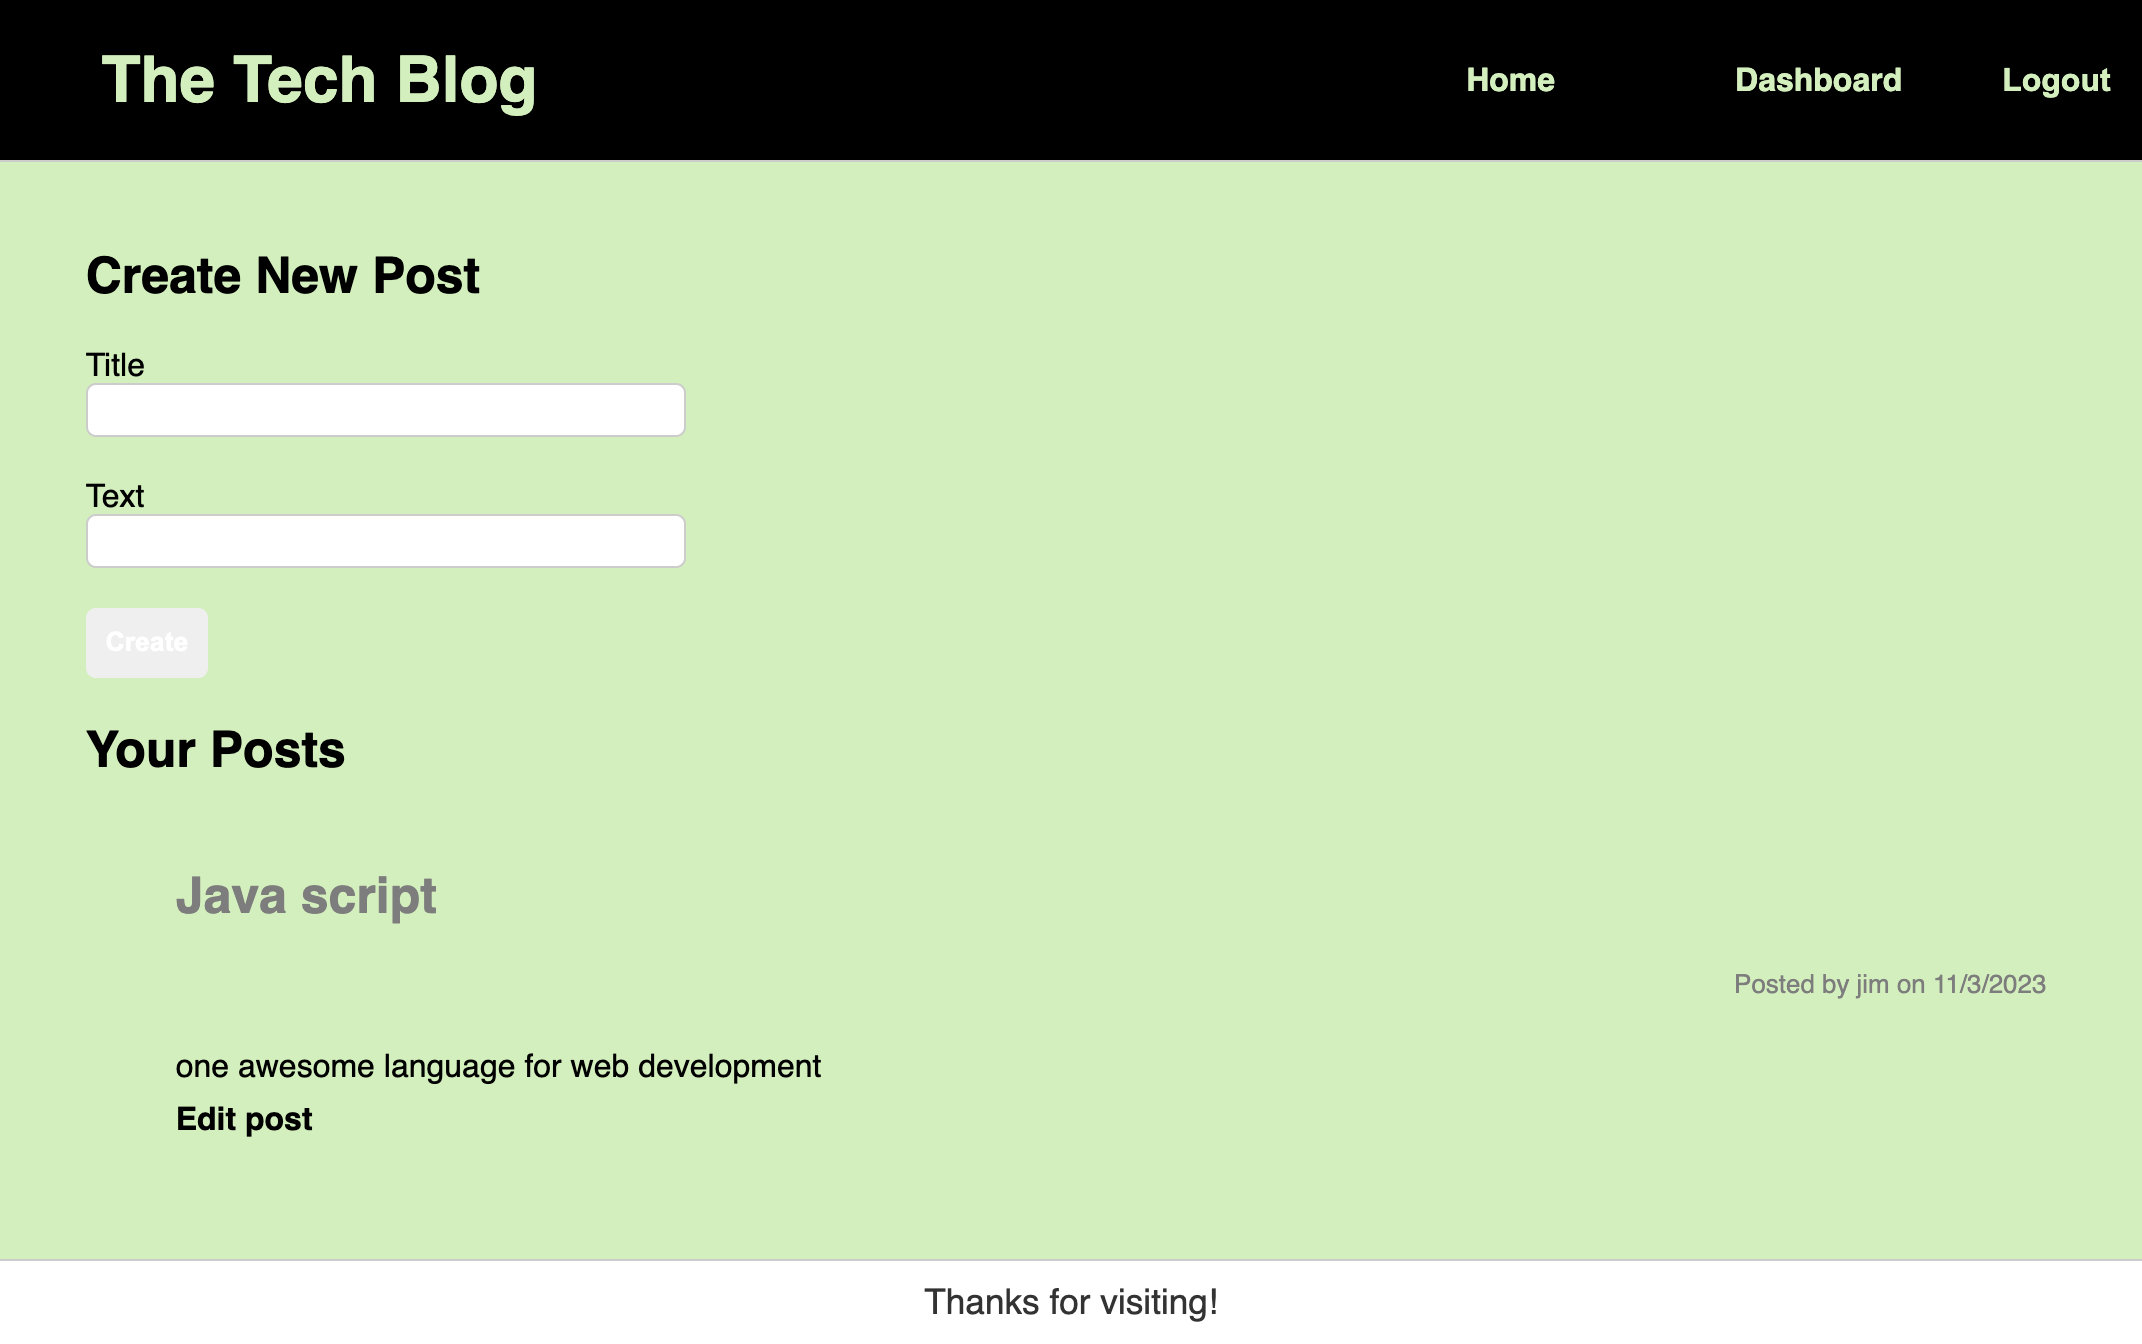 The Tech Blog
Home Dashboard Logout
Create New Post
Title
Text
Create
Your Posts
Java script
Posted by jim on 11/3/2023
one awesome language for web development
Edit post
Thanks for visiting!